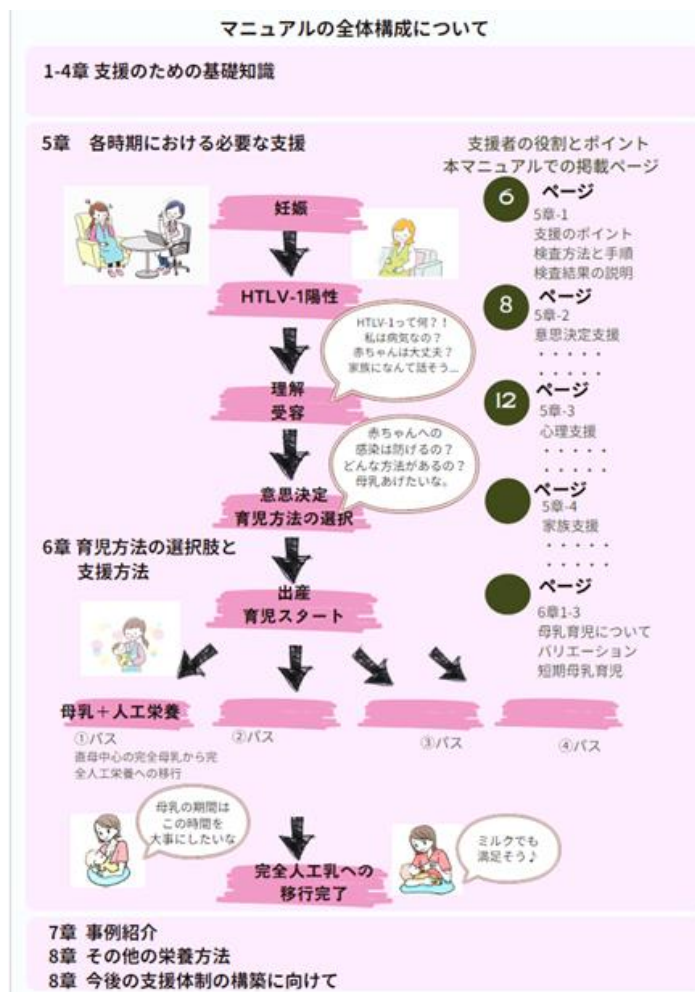 マニュアルの全体構成について
1-4章 支援のための基礎知識
5章 各時期における必要な支援
支援者の役割とポイント
本マニュアルでの掲載ページ
妊娠
6 ページ
5章-1
支援のポイント
検査方法と手順
検査結果の説明
HTLV-1陽性
8 ページ
5章-2
意思決定支援
・・・・・
・・・・・
HTLV-1って何？！
私は病気なの？
赤ちゃんは大丈夫？
家族になんて話そう...
理解
受容
12 ページ
5章-3
心理支援
・・・・・
・・・・・
赤ちゃんへの
感染は防げるの？
どんな方法があるの？
母乳あげたいな。
意思決定
育児方法の選択
ページ
5章-4
家族支援
・・・・・
・・・・・
6章 育児方法の選択肢と
支援方法
出産
育児スタート
ページ
6章1-3
母乳育児について
バリエーション
短期母乳育児
母乳＋人工栄養
①パス
直母中心の完全母乳から完
全人工栄養への移行
②パス
③パス
④パス
母乳の期間は
この時間を
大事にしたいな
完全人工乳への
移行完了
ミルクでも
満足そう♪
7章 事例紹介
8章 その他の栄養方法
8章 今後の支援体制の構築に向けて